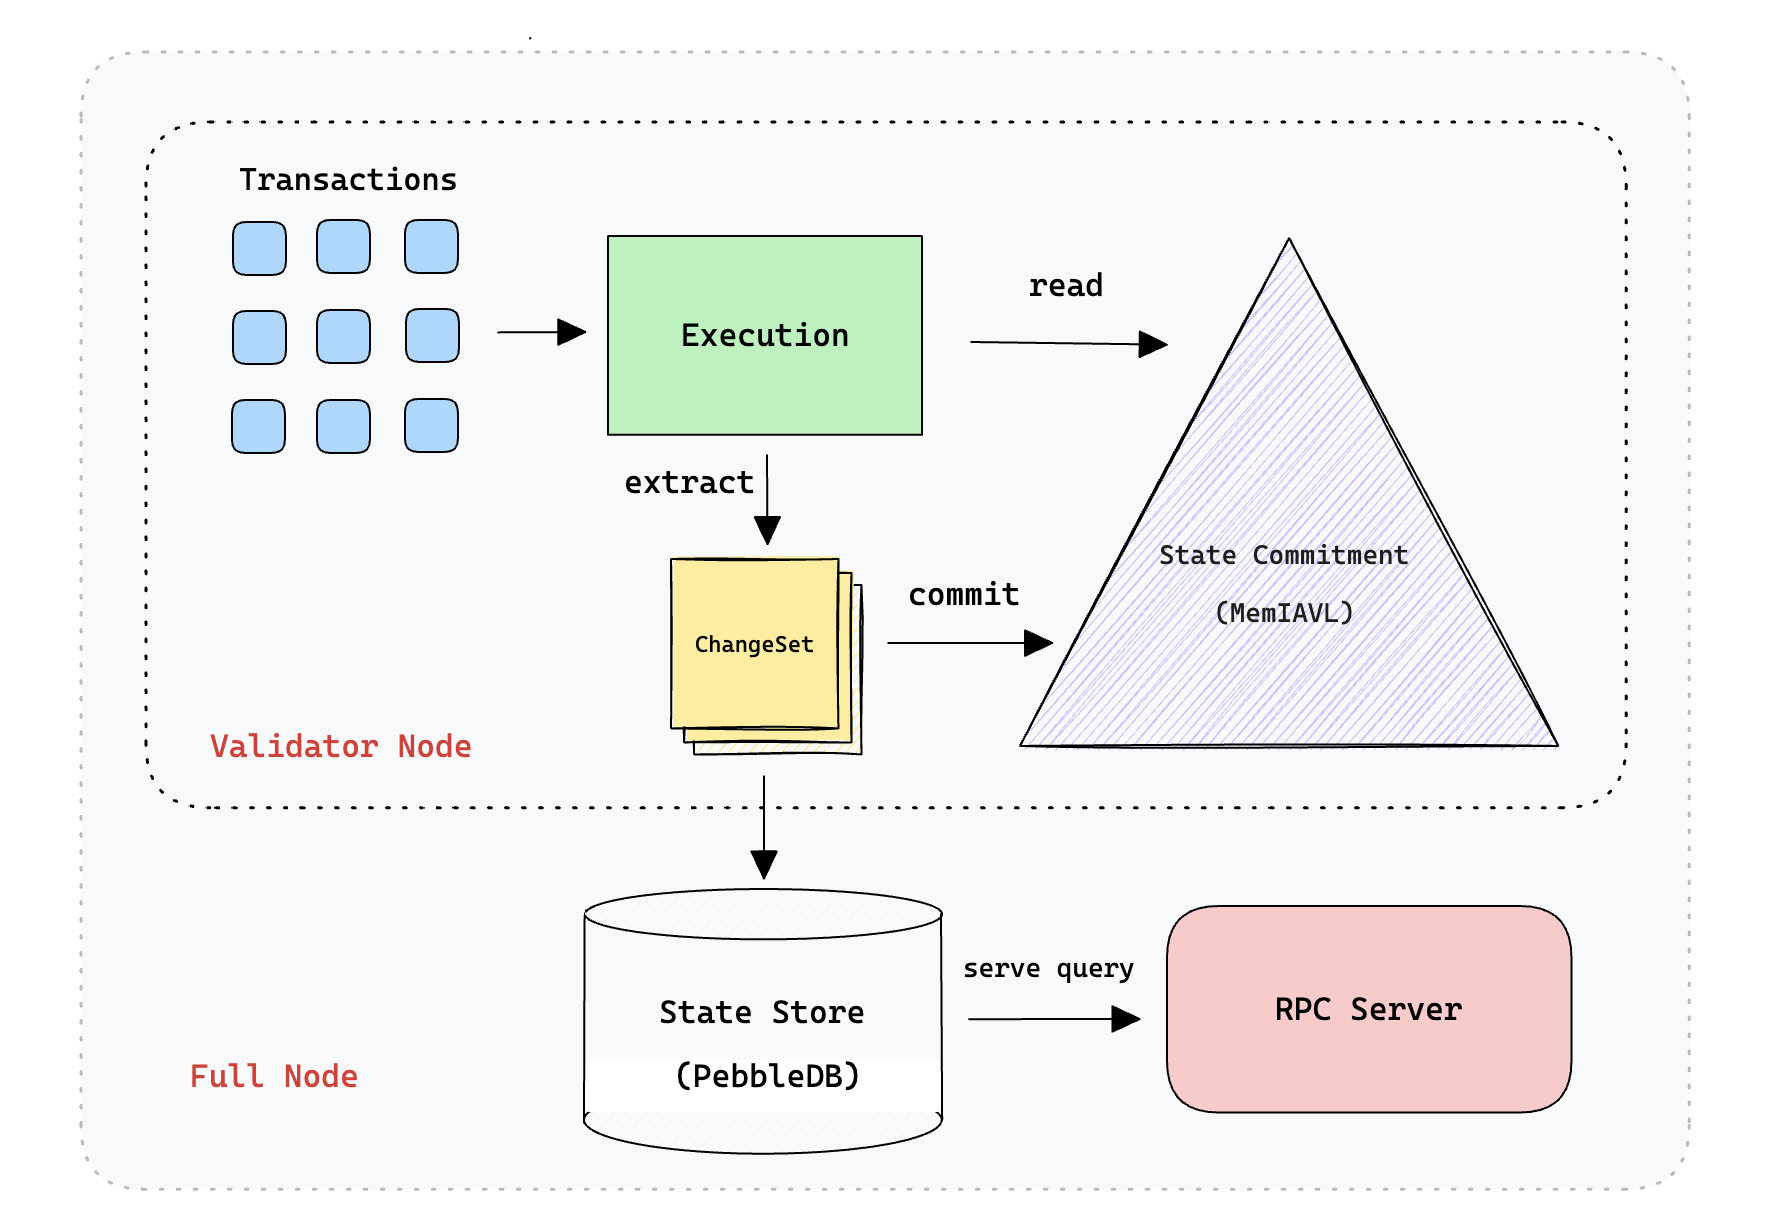 Transactions
Execution
read
extract
ChangeSet
commit
State Commitment
(MemIAVL)
Validator Node
State Store
(PebbleDB)
serve query
RPC Server
Full Node